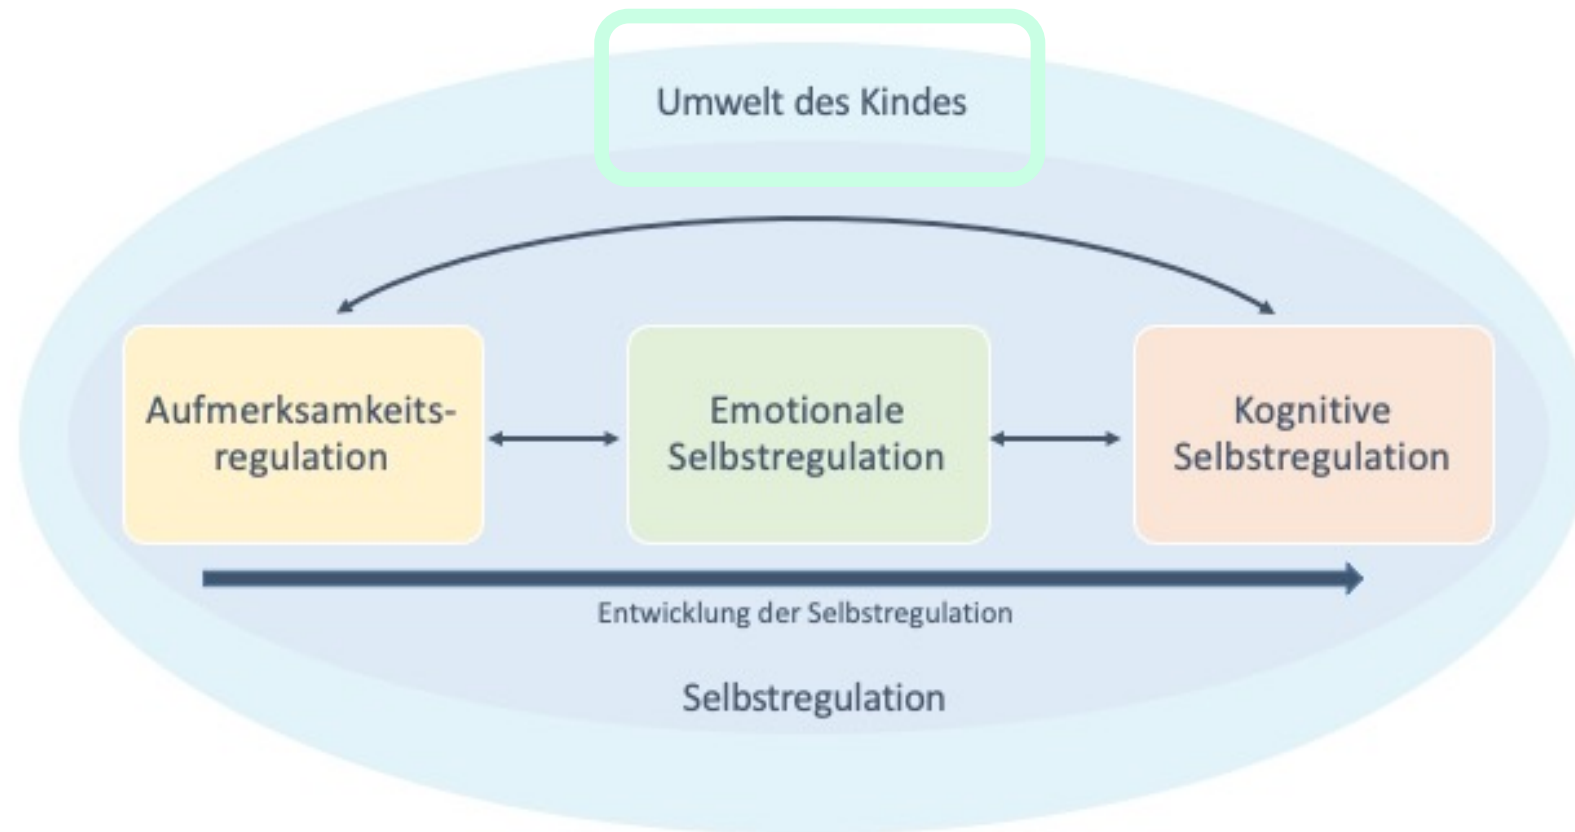 Umwelt des Kindes
Aufmerksamkeits-
regulation
Emotionale
Selbstregulation
Kognitive
Selbstregulation
Entwicklung der Selbstregulation
Selbstregulation